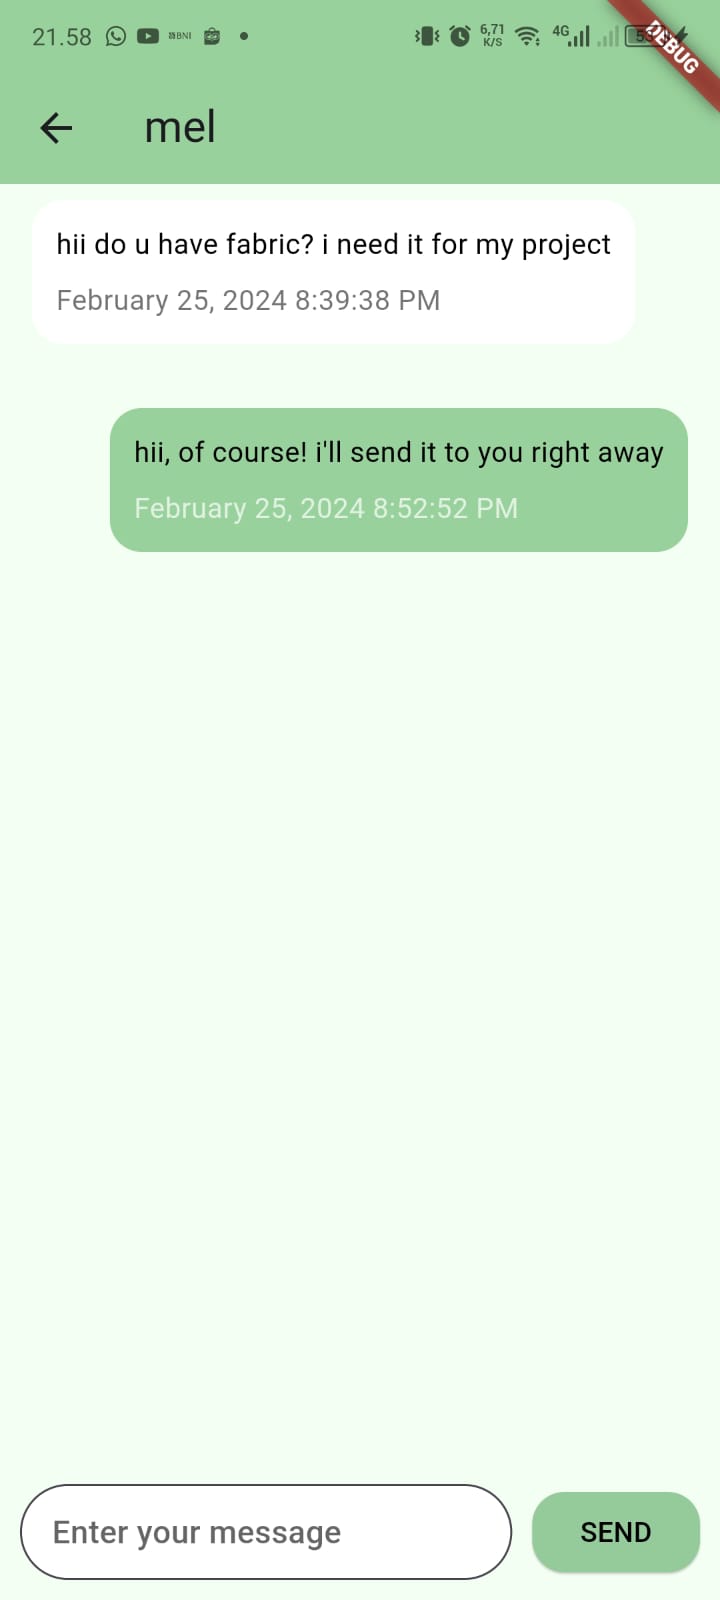 21.58 BNI 6,71 K/S 4G
DEBUG
mel
hii do u have fabric? i need it for my project
February 25, 2024 8:39:38 PM
hii, of course! i'll send it to you right away
February 25, 2024 8:52:52 PM
Enter your message
SEND